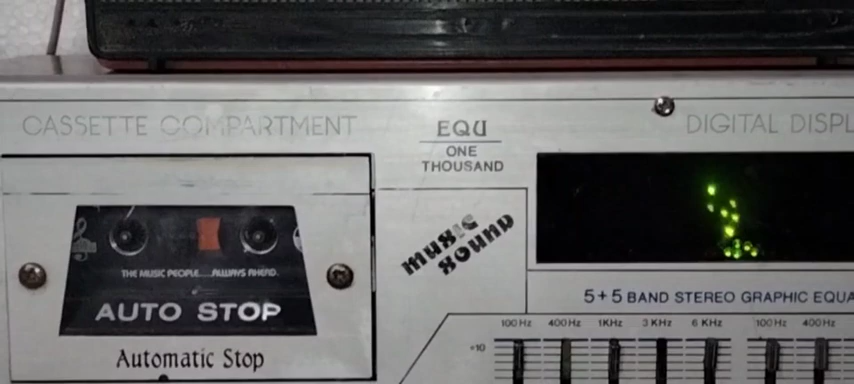 CASSETTE COMPARTMENT
EQU
ONE
THOUSAND
DIGITAL DISPL
THE MUSIC PEOPLE....ALWAYS AHEAD.
AUTO STOP
Automatic Stop
music
sound
5+5 BAND STEREO GRAPHIC EQUA
100 Hz 400 Hz 1KHz 3 KHz 6 KHz 100 Hz 400 Hz
+10